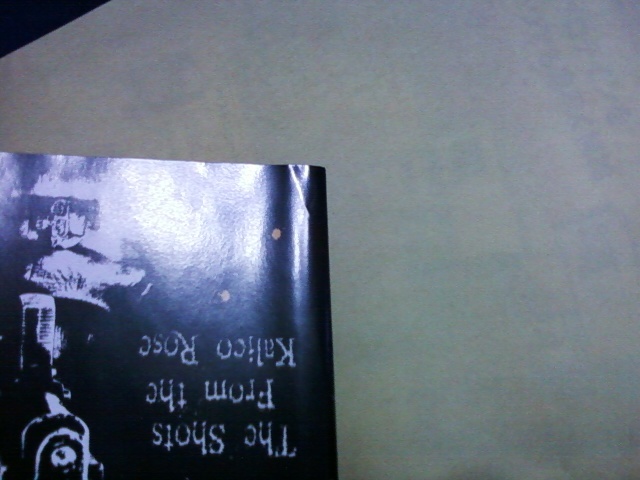 The Shots
From the
Kalico Rose